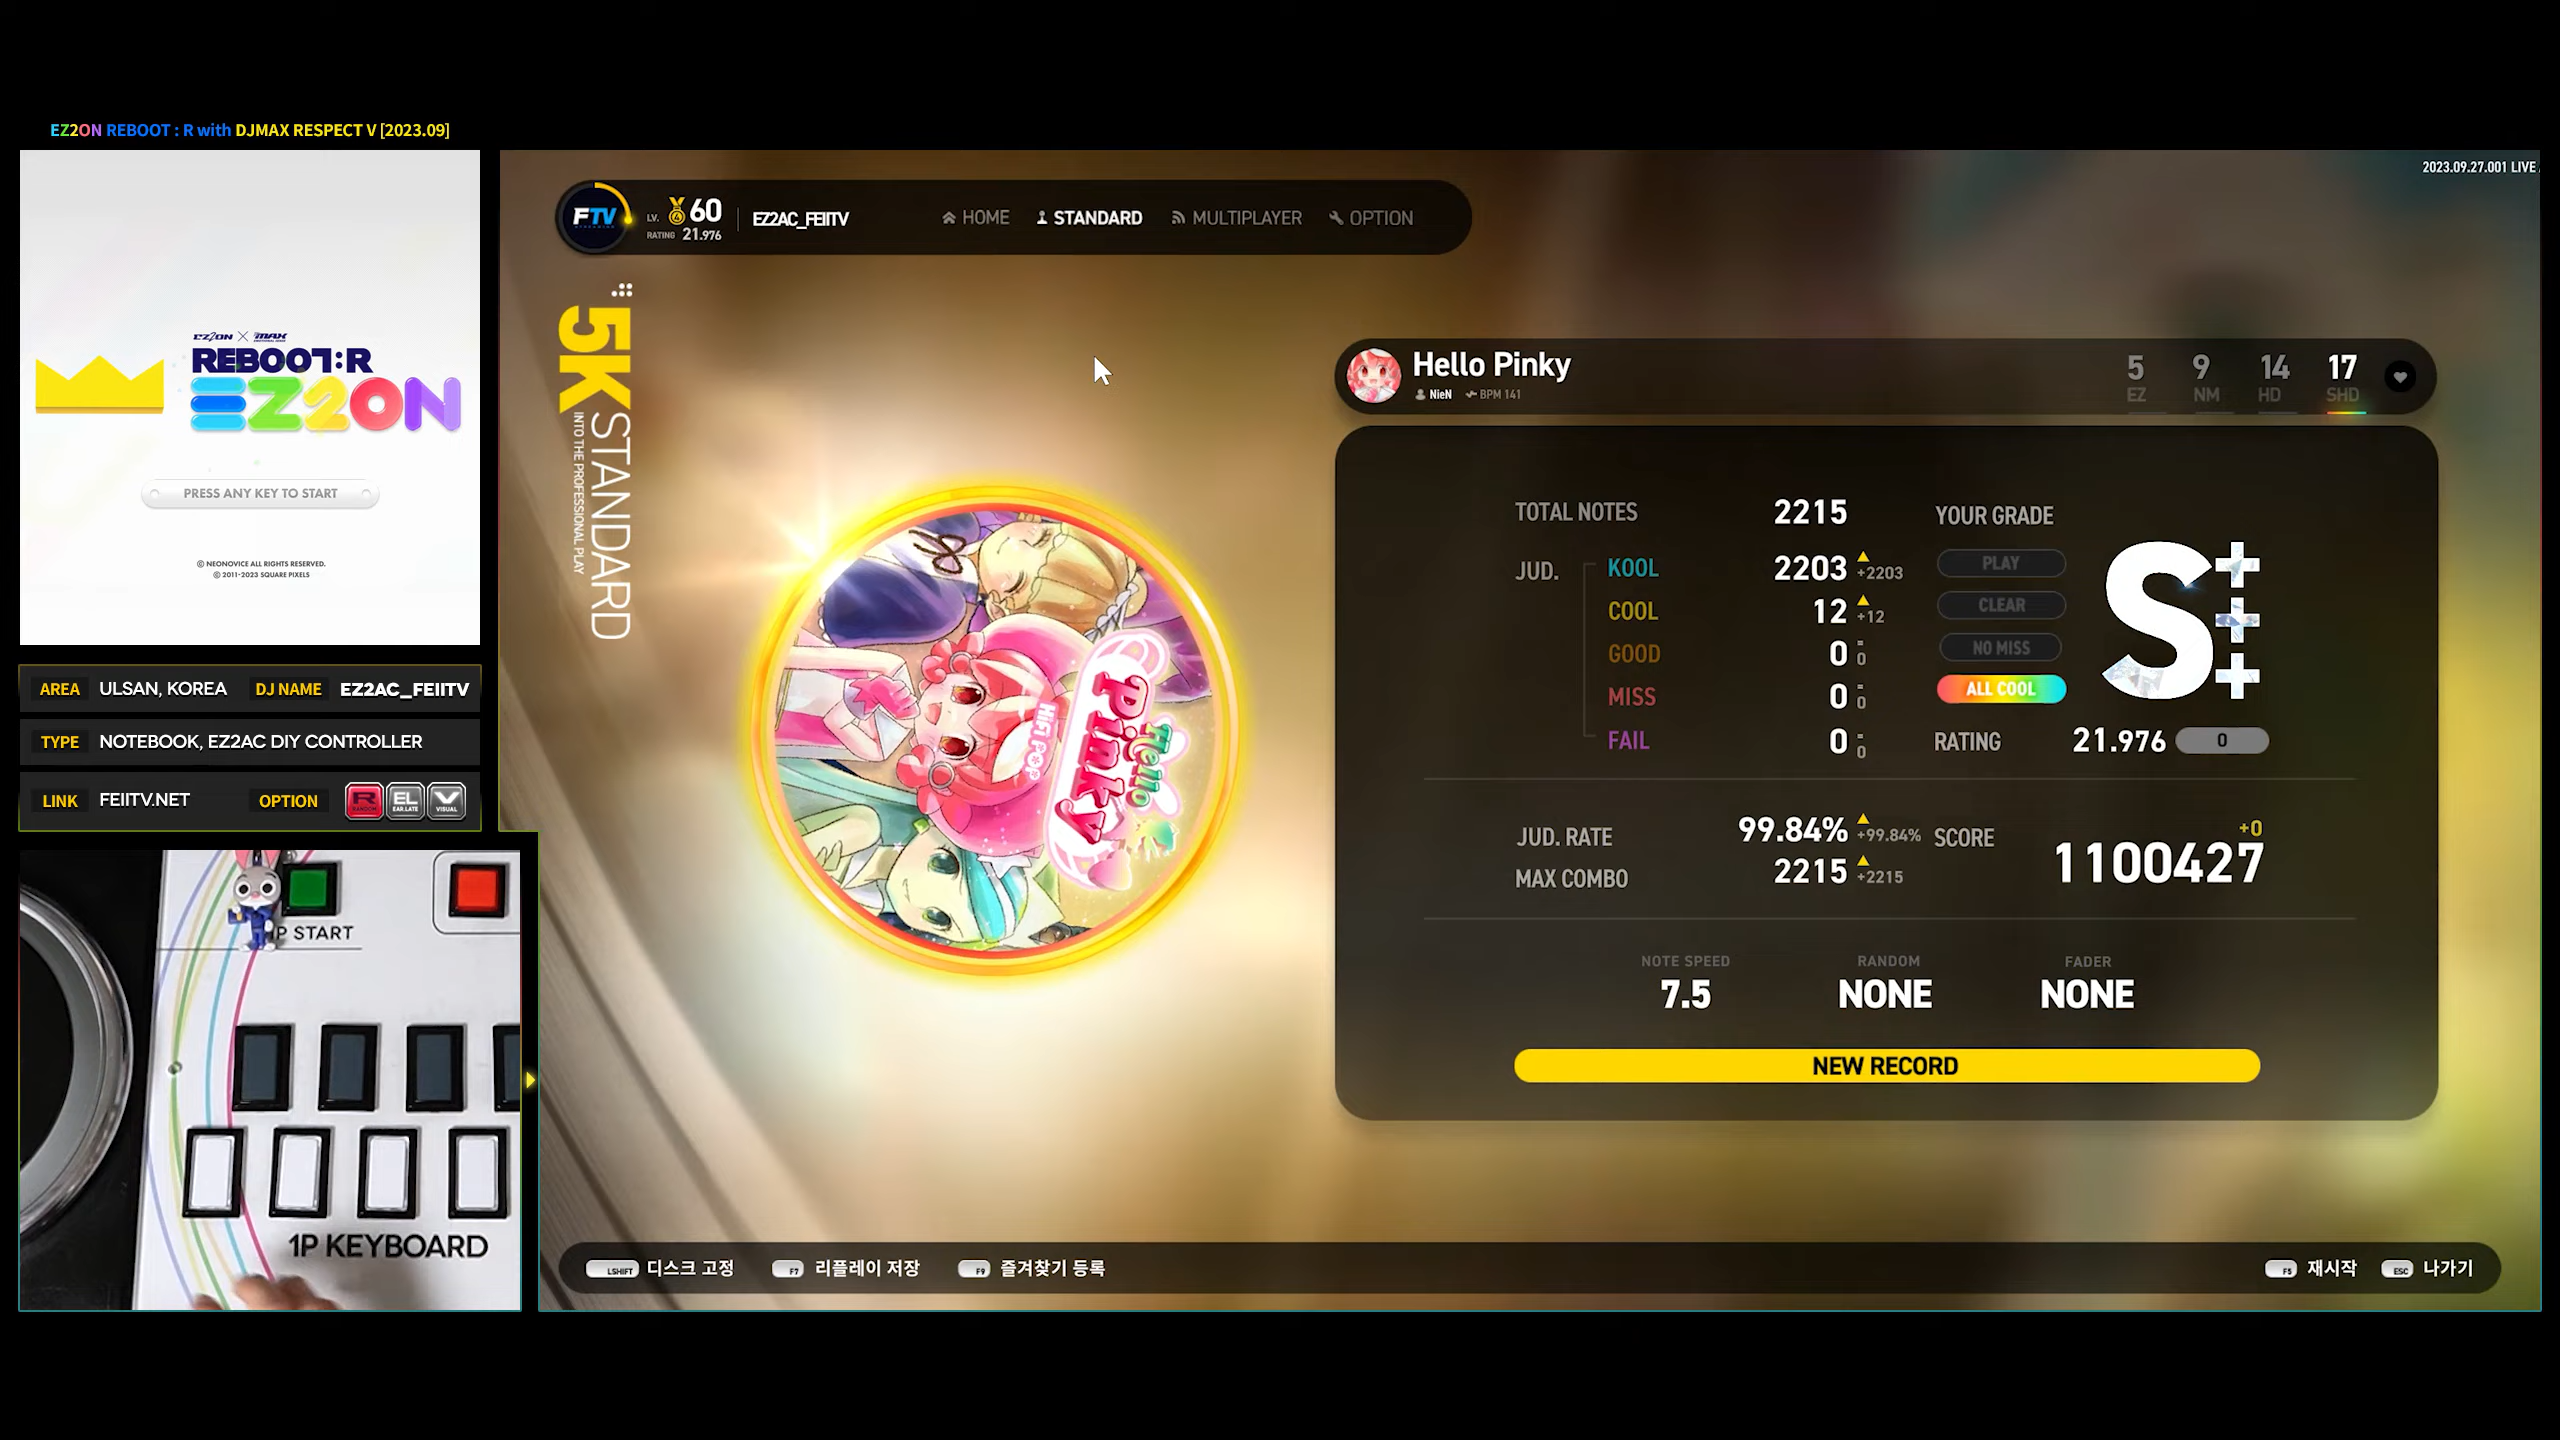 EZ2ON REBOOT : R with DJMAX RESPECT V [2023.09]
EZ2ON X DJMAX
REBOOT:R
EZ2ON
PRESS ANY KEY TO START
© NEONOVICE ALL RIGHTS RESERVED.
© 2011-2023 SQUARE PIXELS
AREA ULSAN, KOREA DJ NAME EZ2AC_FEIITV
TYPE NOTEBOOK, EZ2AC DIY CONTROLLER
LINK FEIITV.NET OPTION R RANDOM EL EAR.LATE V VISUAL
P START
1P KEYBOARD
2023.09.27.001 LIVE
FTV
LV. 60
RATING 21.976
EZ2AC_FEIITV
HOME STANDARD MULTIPLAYER OPTION
5K STANDARD
INTO THE PROFESSIONAL PLAY
Hello
Pinky
HiFi POP
Hello Pinky
NieN BPM 141
5 9 14 17
EZ NM HD SHD
TOTAL NOTES 2215
JUD.
KOOL 2203 +2203
COOL 12 +12
GOOD 0 0
MISS 0 0
FAIL 0 0
YOUR GRADE
PLAY
CLEAR
NO MISS
ALL COOL
S+++
RATING 21.976 0
JUD. RATE 99.84% +99.84%
MAX COMBO 2215 +2215
SCORE +0
1100427
NOTE SPEED RANDOM FADER
7.5 NONE NONE
NEW RECORD
LSHIFT 디스크 고정 F7 리플레이 저장 F9 즐겨찾기 등록
F5 재시작 ESC 나가기